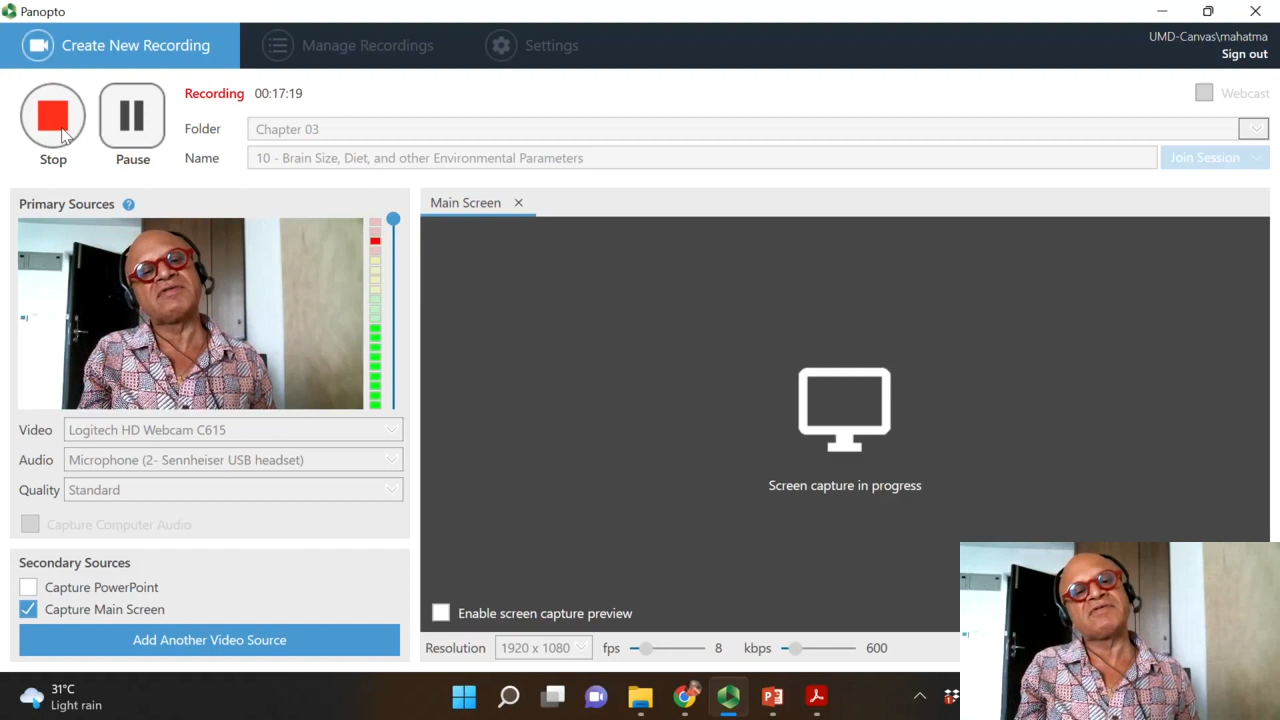 Panopto
Create New Recording
Manage Recordings
Settings
UMD-Canvas\mahatma
Sign out
Recording 00:17:19
Webcast
Folder Chapter 03
Name 10 - Brain Size, Diet, and other Environmental Parameters
Join Session
Stop
Pause
Primary Sources ?
Main Screen
Video Logitech HD Webcam C615
Audio Microphone (2- Sennheiser USB headset)
Quality Standard
Capture Computer Audio
Screen capture in progress
Secondary Sources
Capture PowerPoint
Capture Main Screen
Add Another Video Source
Enable screen capture preview
Resolution 1920 x 1080 fps 8 kbps 600
31°C
Light rain